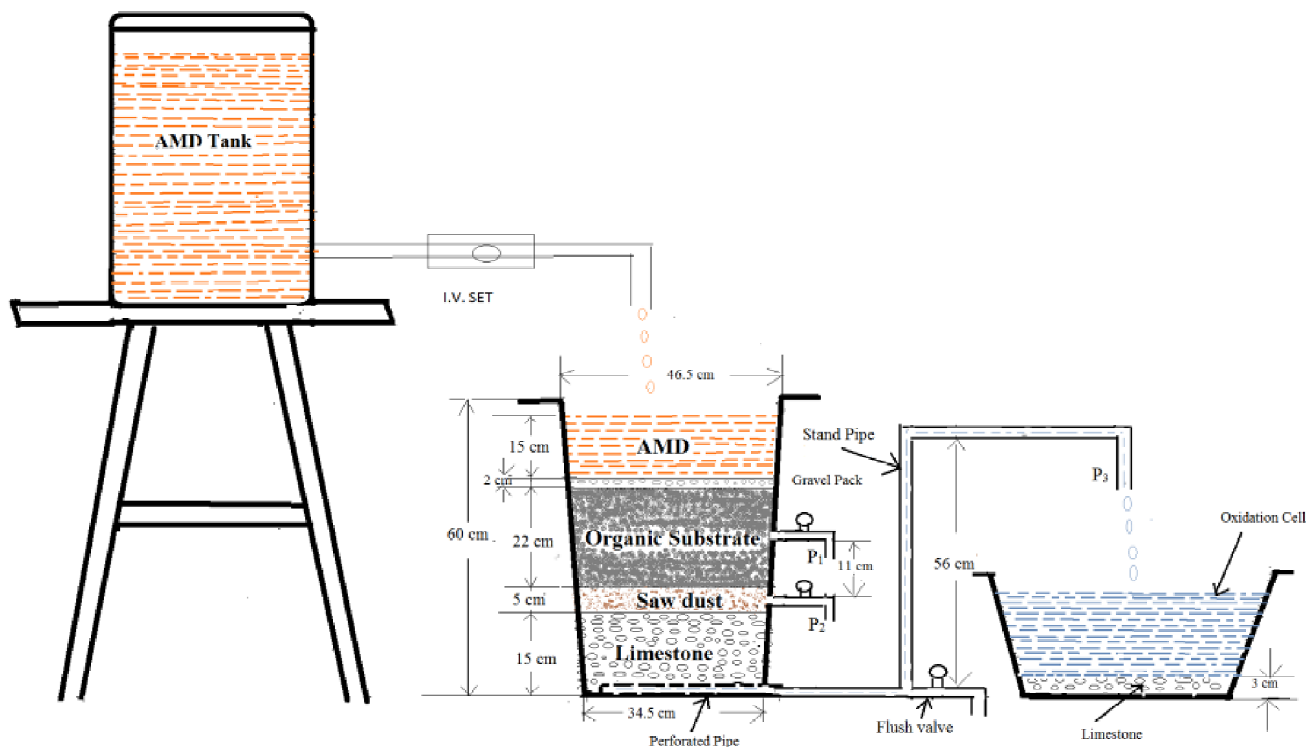 AMD Tank
I.V. SET
46.5 cm
15 cm
AMD
2 cm
Gravel Pack
Stand Pipe
P3
60 cm
22 cm
Organic Substrate
P1
11 cm
56 cm
Oxidation Cell
5 cm
Saw dust
P2
15 cm
Limestone
3 cm
34.5 cm
Flush valve
Limestone
Perforated Pipe